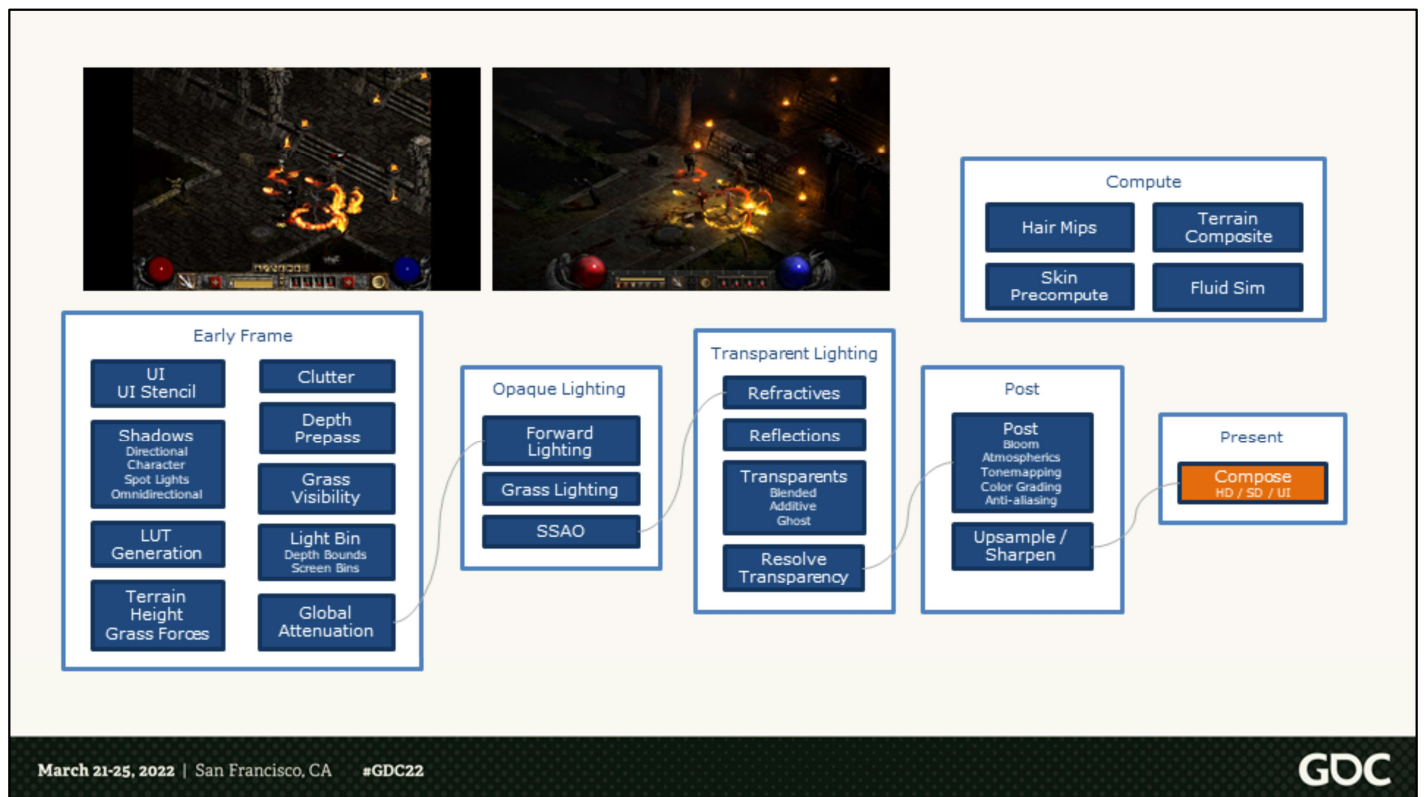 Compute
Hair Mips
Terrain
Composite
Skin
Precompute
Fluid Sim
Early Frame
UI
UI Stencil
Shadows
Directional
Character
Spot Lights
Omnidirectional
LUT
Generation
Terrain
Height
Grass Forces
Clutter
Depth
Prepass
Grass
Visibility
Light Bin
Depth Bounds
Screen Bins
Global
Attenuation
Opaque Lighting
Forward
Lighting
Grass Lighting
SSAO
Transparent Lighting
Refractives
Reflections
Transparents
Blended
Additive
Ghost
Resolve
Transparency
Post
Post
Bloom
Atmospherics
Tonemapping
Color Grading
Anti-aliasing
Upsample /
Sharpen
Present
Compose
HD / SD / UI
March 21-25, 2022 | San Francisco, CA #GDC22
GDC